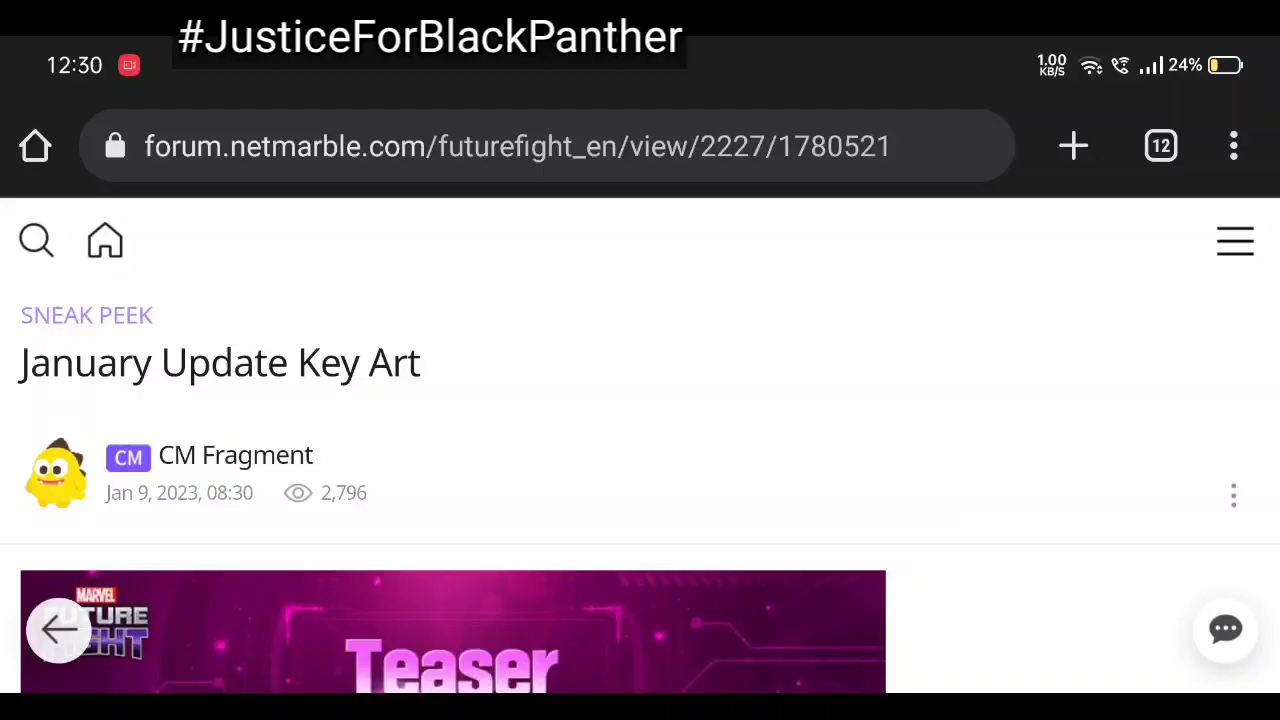 #JusticeForBlackPanther
12:30
1.00
KB/S
24%
forum.netmarble.com/futurefight_en/view/2227/1780521
12
SNEAK PEEK
January Update Key Art
CM CM Fragment
Jan 9, 2023, 08:30 2,796
MARVEL
FUTURE
FIGHT
Teaser